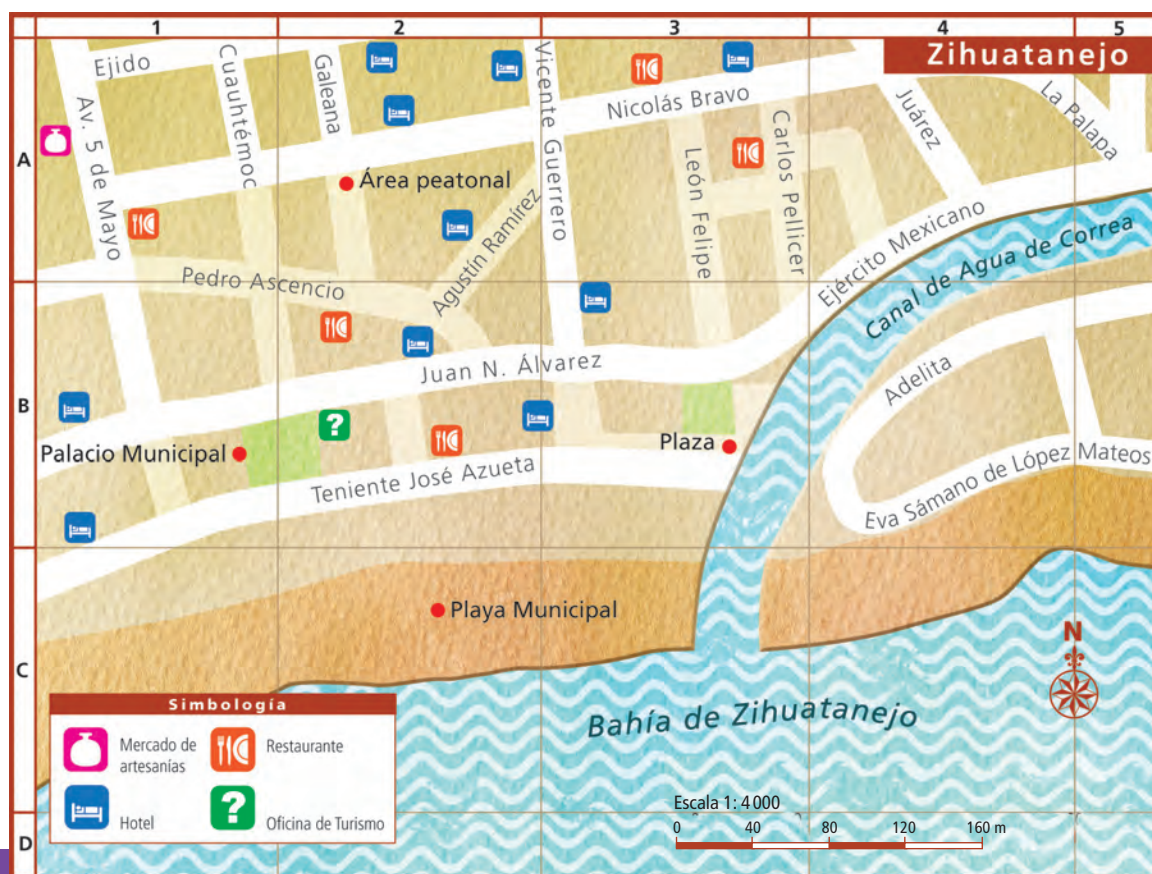 1 2 3 4 5
Zihuatanejo
A
B
C
D
Ejido
Av. 5 de Mayo
Cuauhtémoc
Galeana
Vicente Guerrero
Nicolás Bravo
Juárez
La Palapa
Área peatonal
Agustín Ramírez
León Felipe
Carlos Pellicer
Ejército Mexicano
Canal de Agua de Correa
Pedro Ascencio
Juan N. Álvarez
Adelita
Palacio Municipal
?
Plaza
Teniente José Azueta
Eva Sámano de López Mateos
Playa Municipal
N
Bahía de Zihuatanejo
Simbología
Mercado de
artesanías
Restaurante
Hotel
?
Oficina de Turismo
Escala 1: 4 000
0 40 80 120 160 m